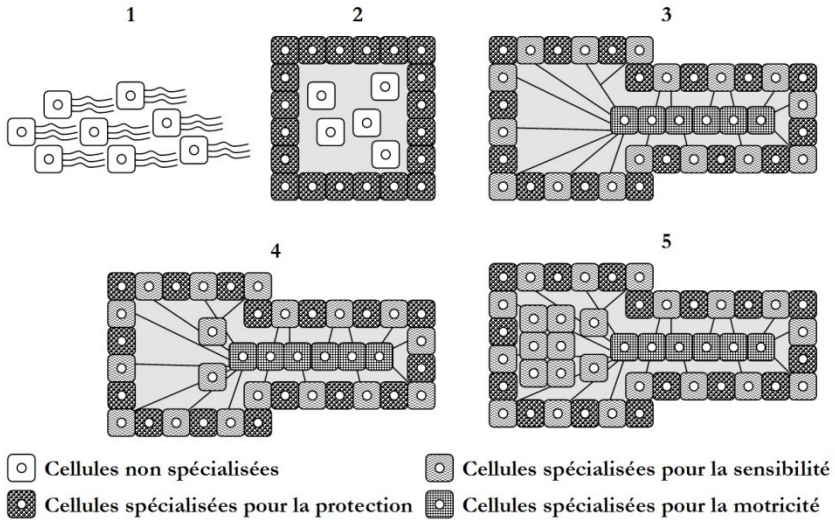 1
2
3
4
5
Cellules non spécialisées
Cellules spécialisées pour la sensibilité
Cellules spécialisées pour la protection
Cellules spécialisées pour la motricité